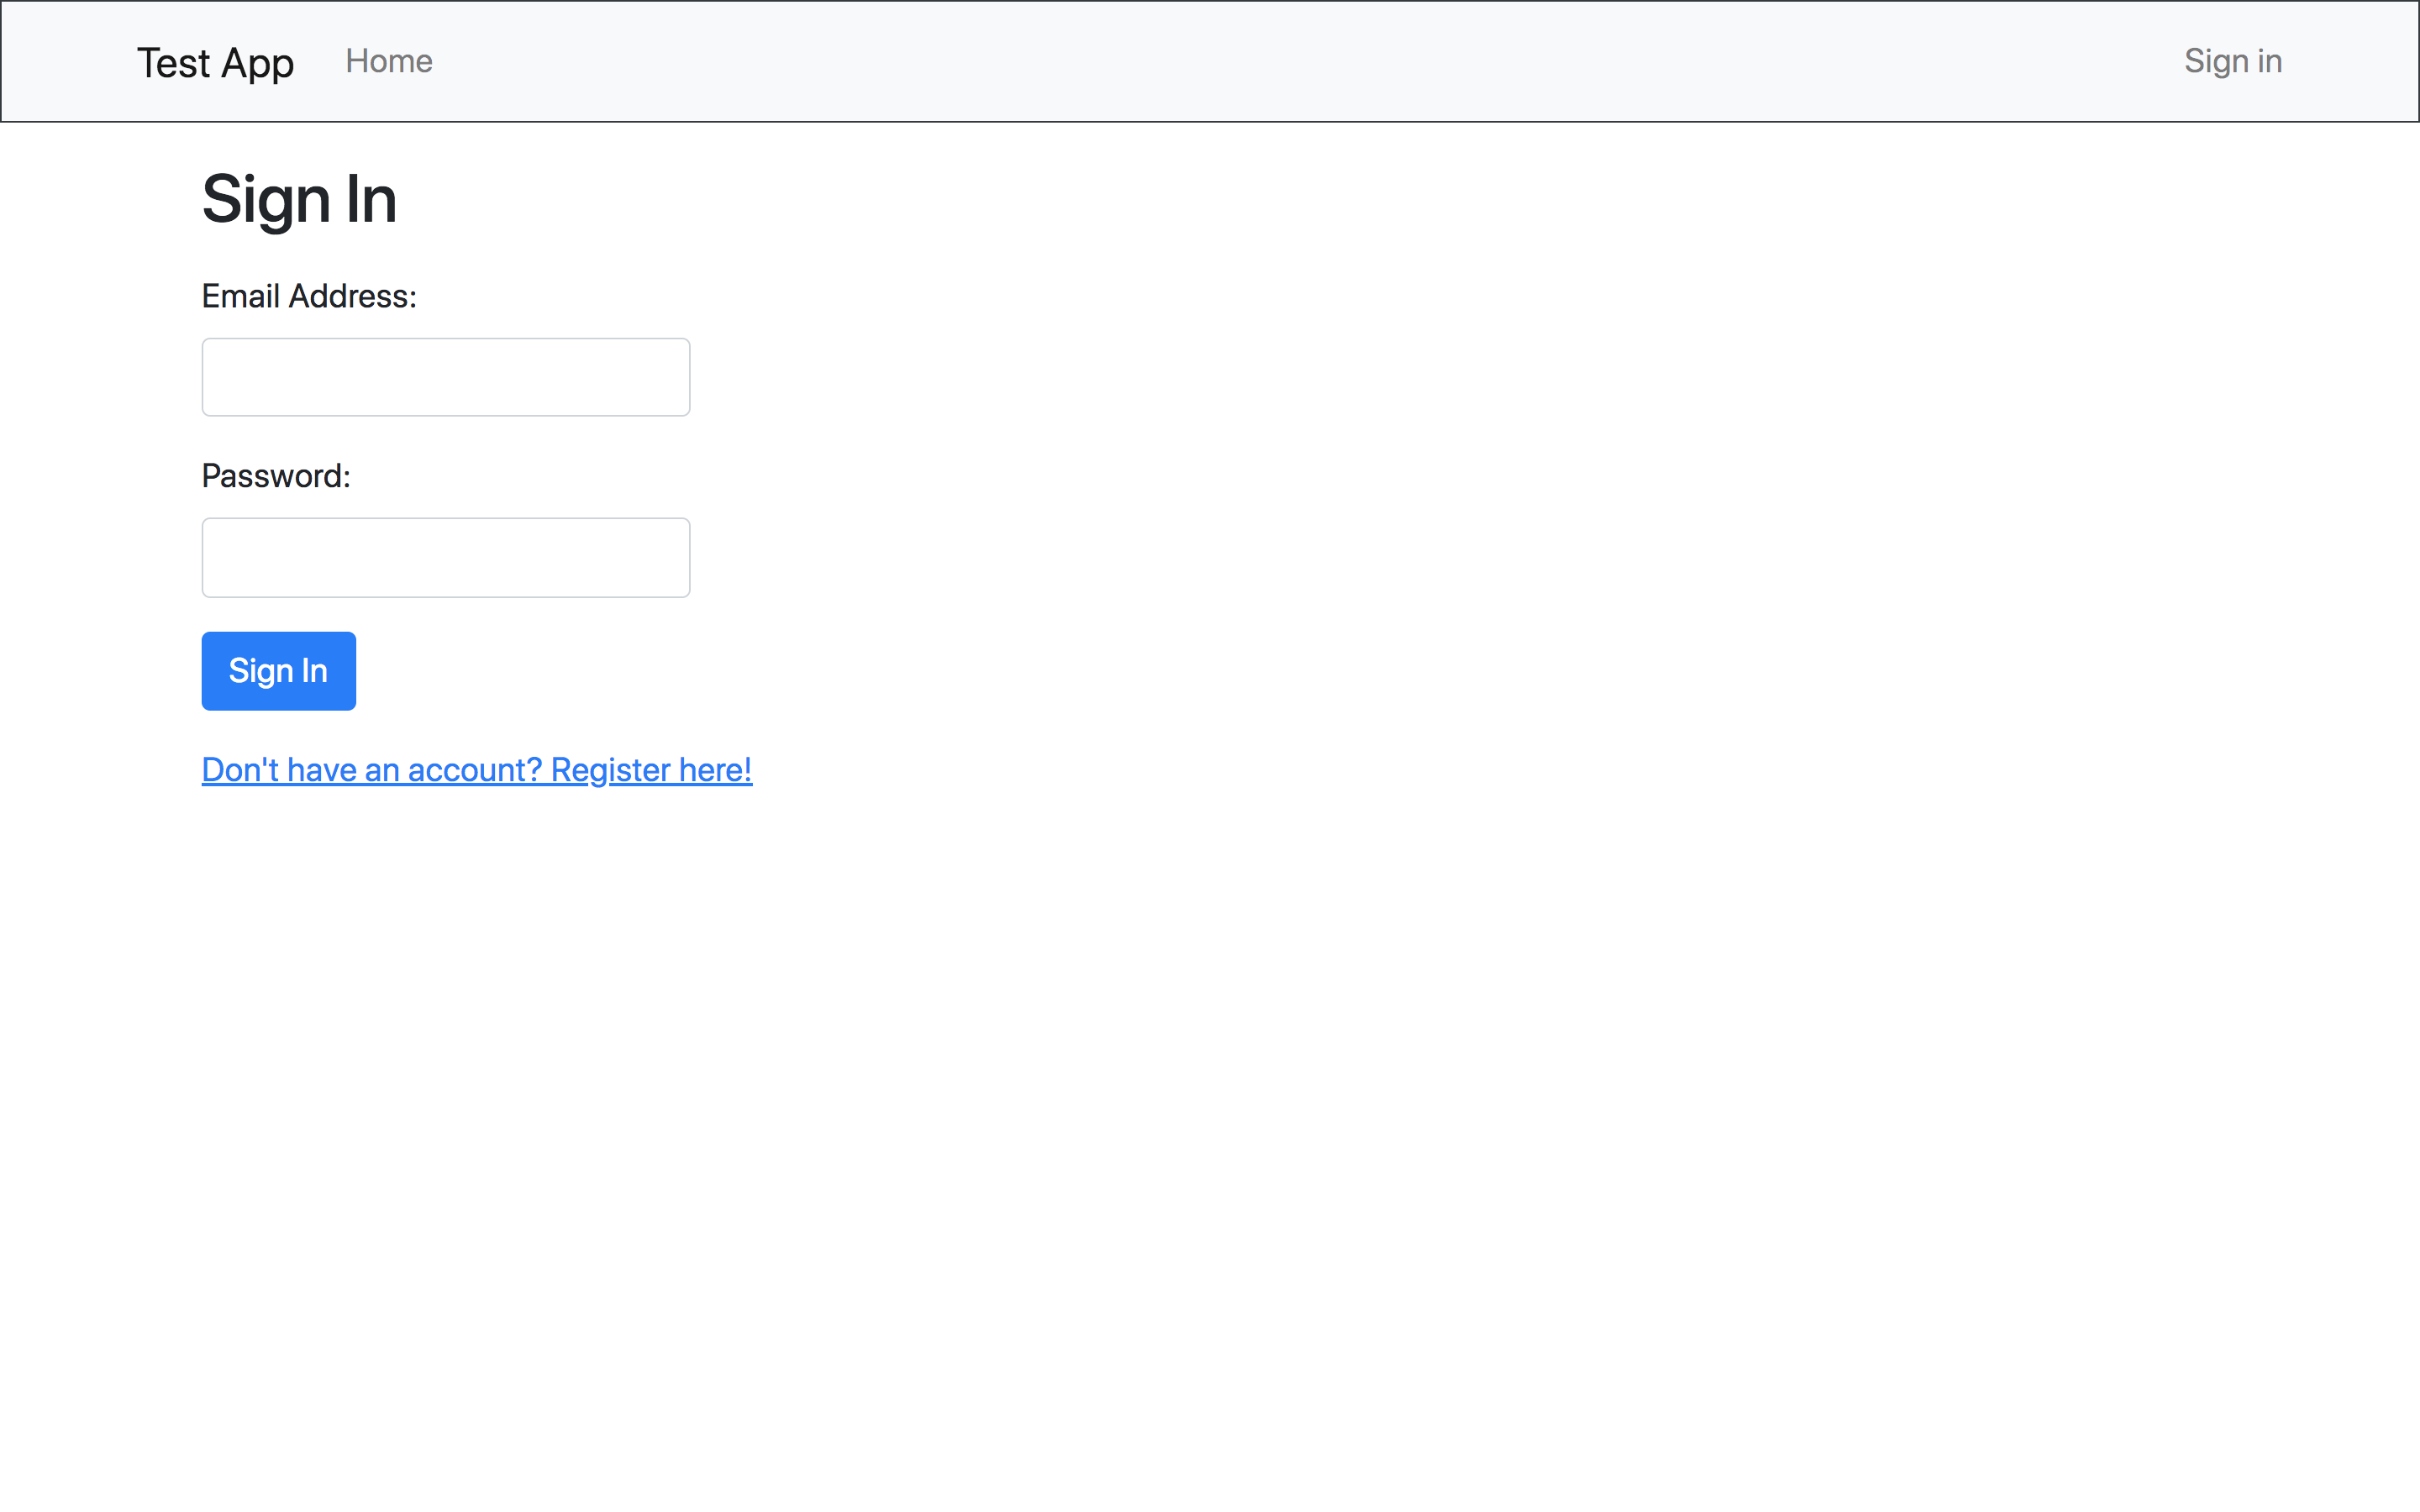 Test App Home Sign in
Sign In
Email Address:
Password:
Sign In
Don't have an account? Register here!